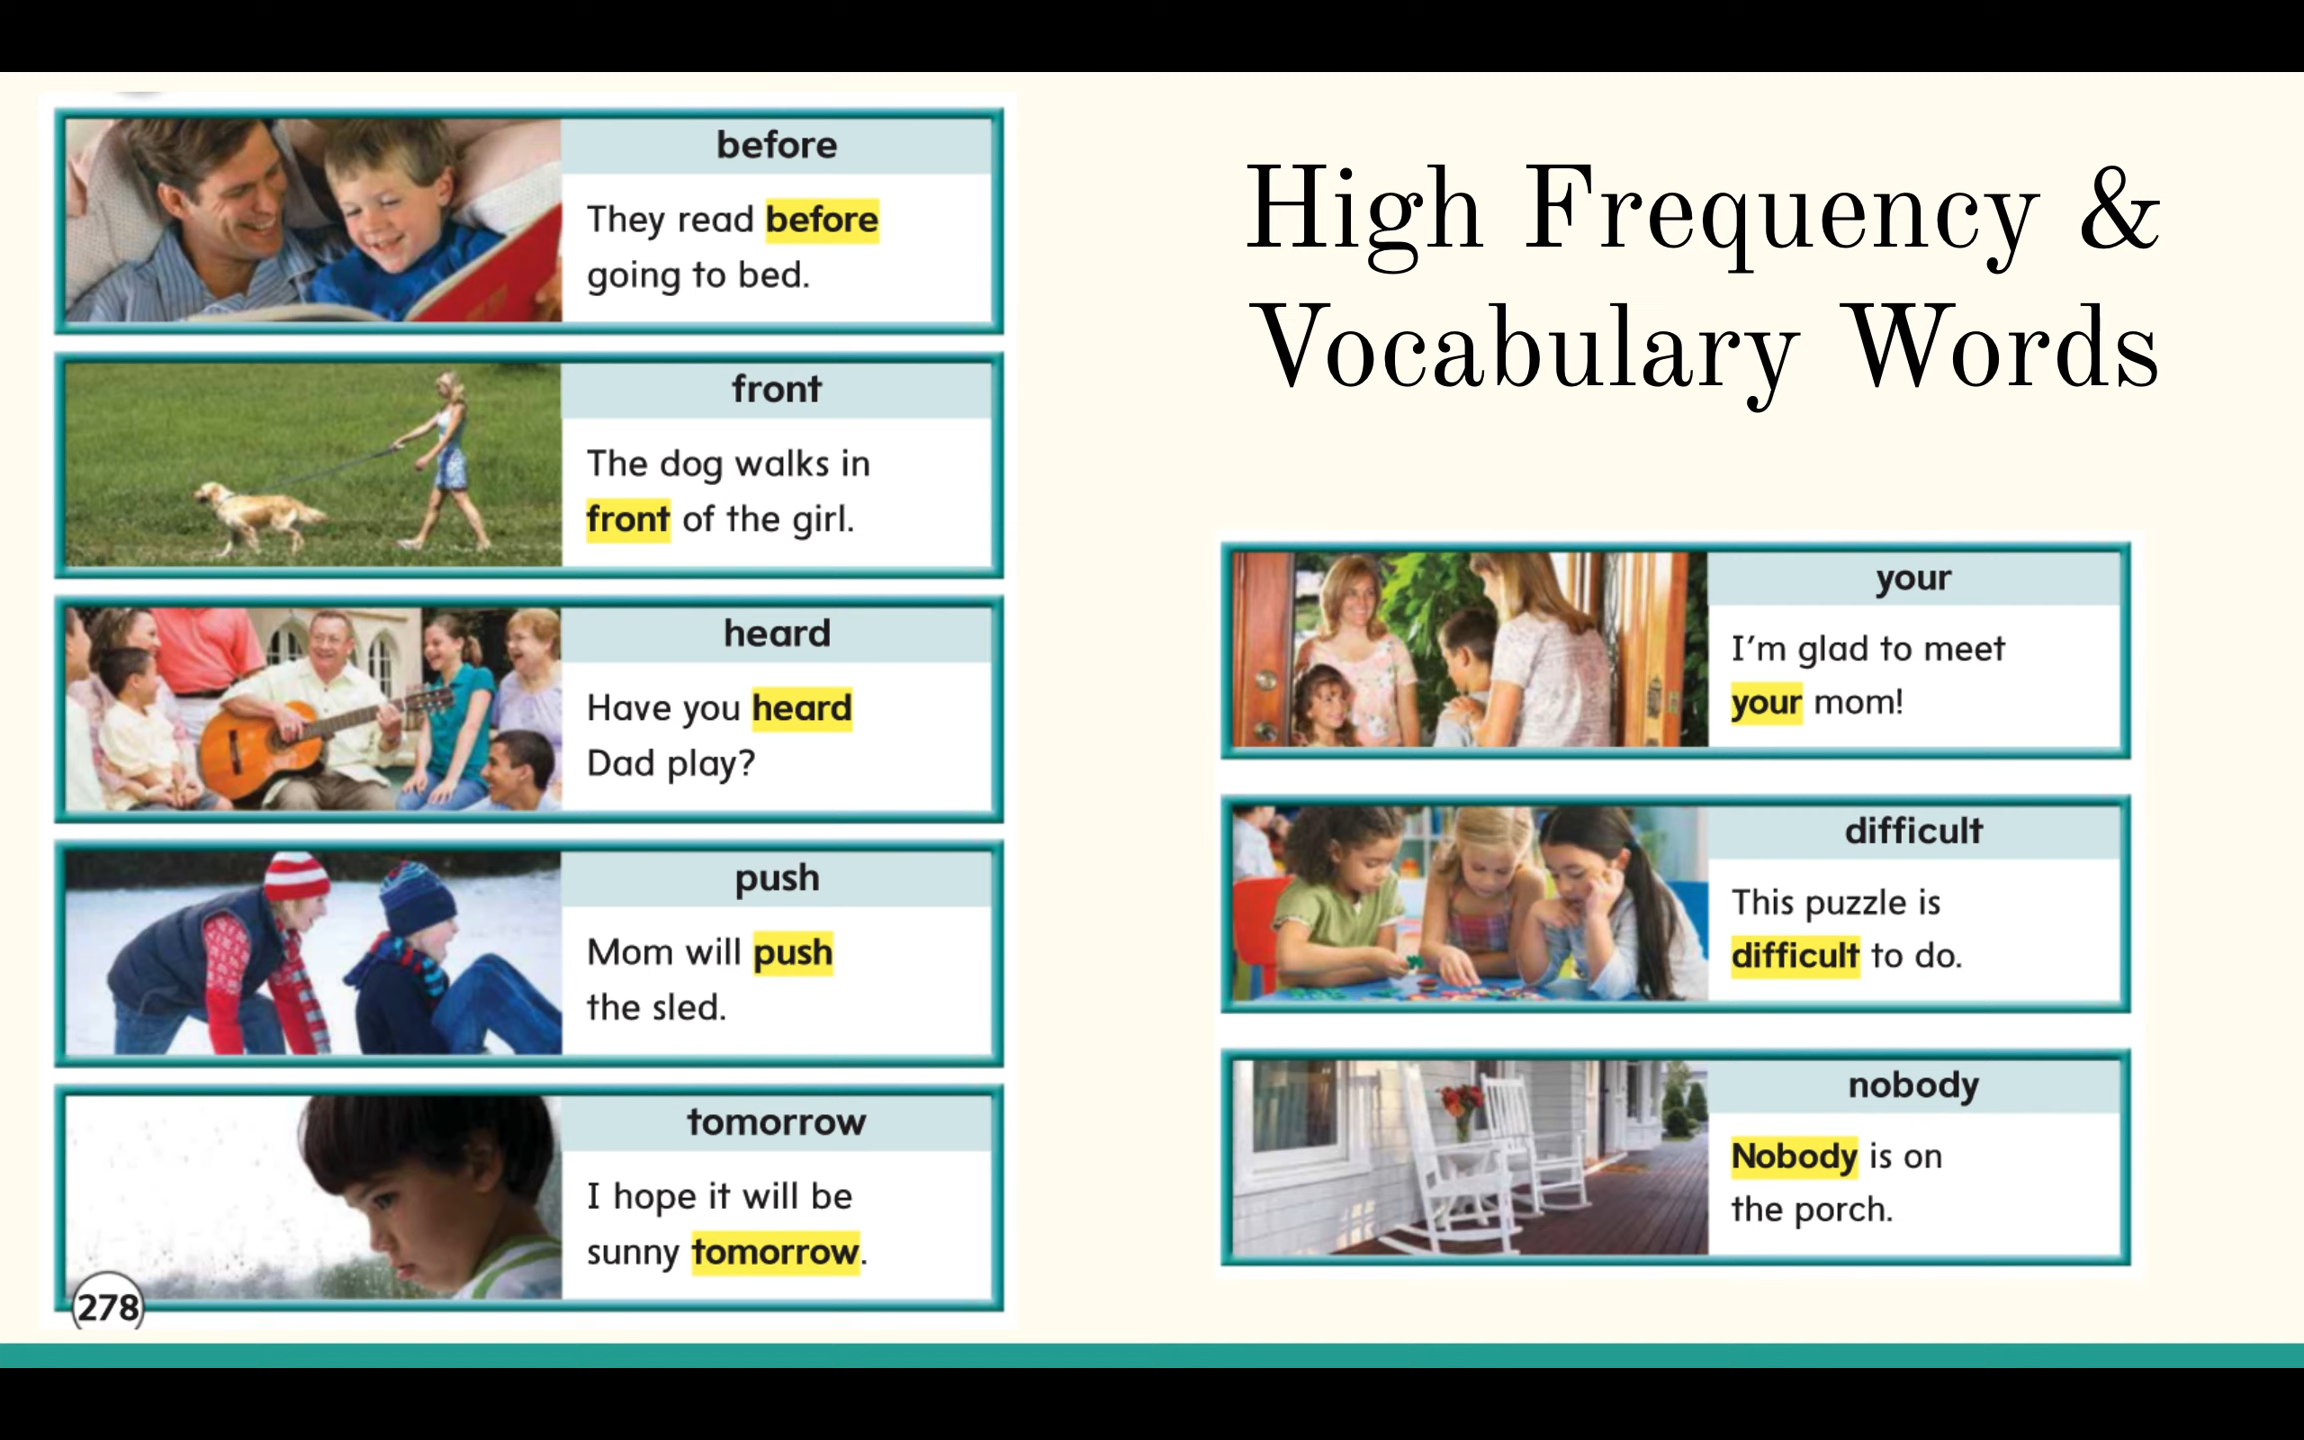 before
They read before
going to bed.
front
The dog walks in
front of the girl.
heard
Have you heard
Dad play?
push
Mom will push
the sled.
tomorrow
I hope it will be
sunny tomorrow.
278
High Frequency &
Vocabulary Words
your
I'm glad to meet
your mom!
difficult
This puzzle is
difficult to do.
nobody
Nobody is on
the porch.